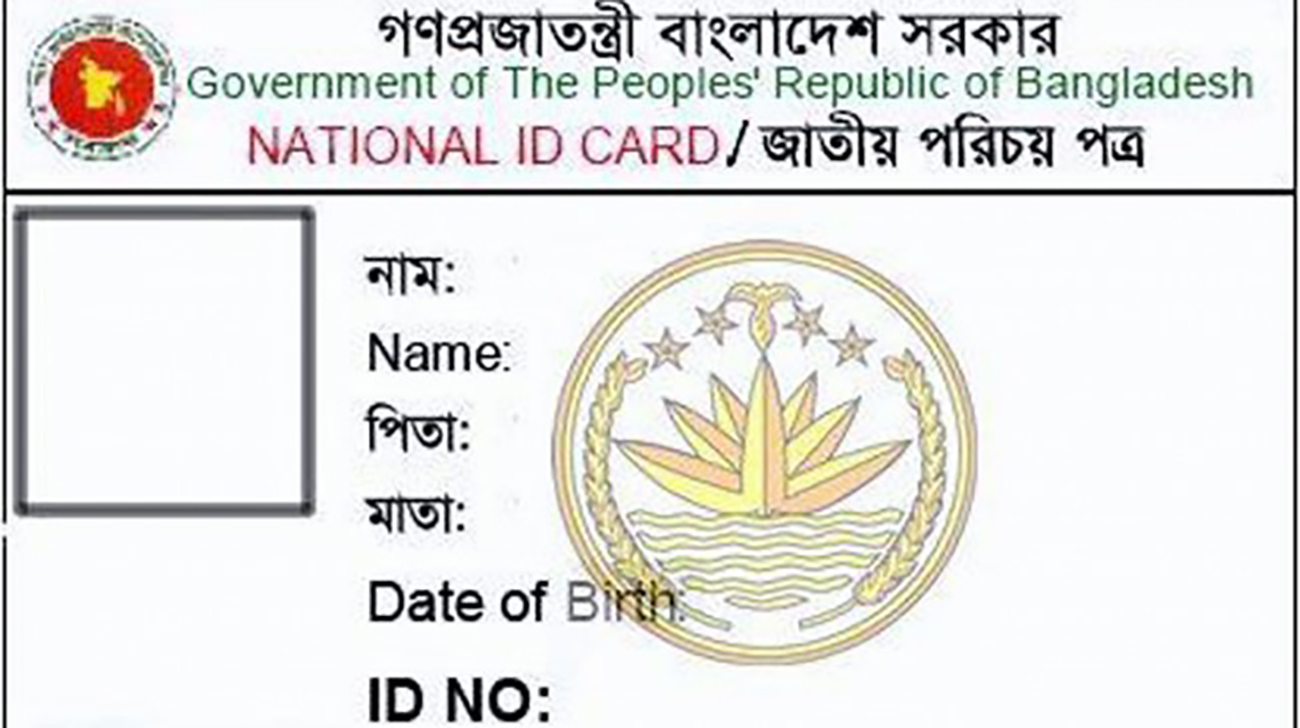 গণপ্রজাতন্ত্রী বাংলাদেশ সরকার
Government of The Peoples' Republic of Bangladesh
NATIONAL ID CARD / জাতীয় পরিচয় পত্র
নাম:
Name:
পিতা:
মাতা:
Date of Birth:
ID NO: